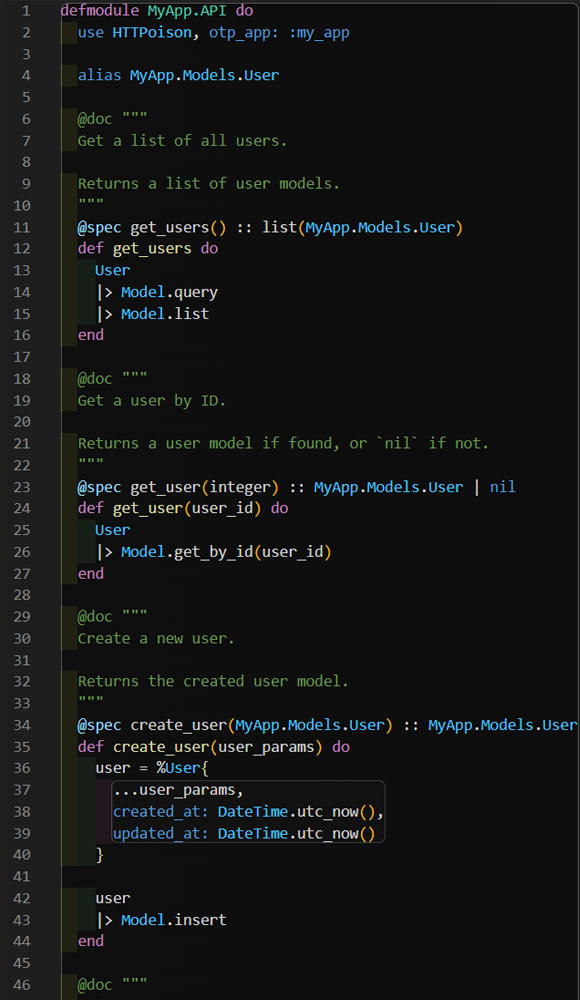 1 defmodule MyApp.API do
2 use HTTPoison, otp_app: :my_app
3
4 alias MyApp.Models.User
5
6 @doc """
7 Get a list of all users.
8
9 Returns a list of user models.
10 """
11 @spec get_users() :: list(MyApp.Models.User)
12 def get_users do
13 User
14 |> Model.query
15 |> Model.list
16 end
17
18 @doc """
19 Get a user by ID.
20
21 Returns a user model if found, or `nil` if not.
22 """
23 @spec get_user(integer) :: MyApp.Models.User | nil
24 def get_user(user_id) do
25 User
26 |> Model.get_by_id(user_id)
27 end
28
29 @doc """
30 Create a new user.
31
32 Returns the created user model.
33 """
34 @spec create_user(MyApp.Models.User) :: MyApp.Models.User
35 def create_user(user_params) do
36 user = %User{
37 ...user_params,
38 created_at: DateTime.utc_now(),
39 updated_at: DateTime.utc_now()
40 }
41
42 user
43 |> Model.insert
44 end
45
46 @doc """